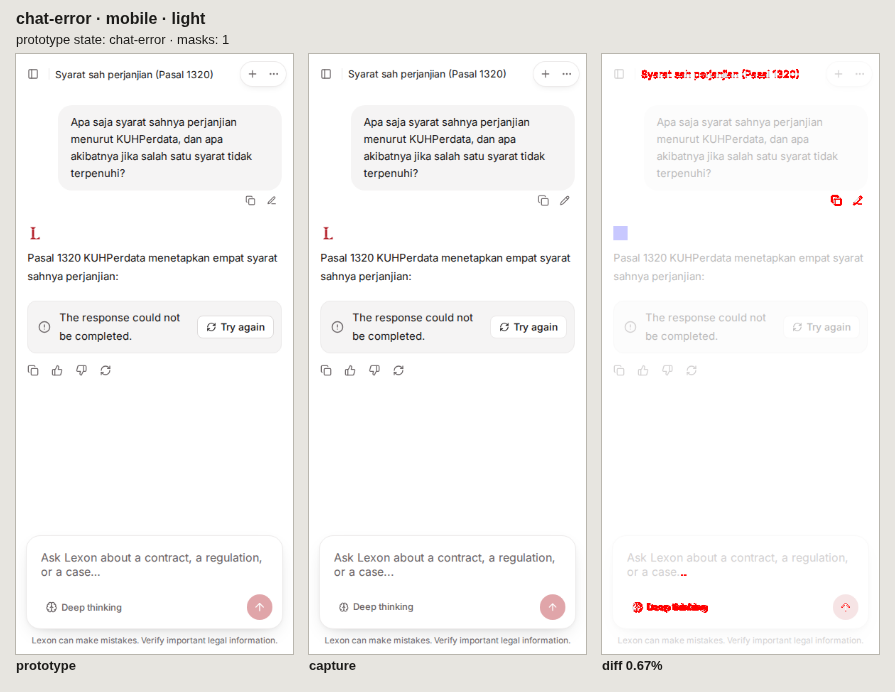 chat-error · mobile · light
prototype state: chat-error · masks: 1
Syarat sah perjanjian (Pasal 1320)
Apa saja syarat sahnya perjanjian
menurut KUHPerdata, dan apa
akibatnya jika salah satu syarat tidak
terpenuhi?
L
Pasal 1320 KUHPerdata menetapkan empat syarat
sahnya perjanjian:
The response could not
be completed.
Try again
Ask Lexon about a contract, a regulation,
or a case...
Deep thinking
Lexon can make mistakes. Verify important legal information.
prototype
Syarat sah perjanjian (Pasal 1320)
Apa saja syarat sahnya perjanjian
menurut KUHPerdata, dan apa
akibatnya jika salah satu syarat tidak
terpenuhi?
L
Pasal 1320 KUHPerdata menetapkan empat syarat
sahnya perjanjian:
The response could not
be completed.
Try again
Ask Lexon about a contract, a regulation,
or a case...
Deep thinking
Lexon can make mistakes. Verify important legal information.
capture
Syarat sah perjanjian (Pasal 1320)
Apa saja syarat sahnya perjanjian
menurut KUHPerdata, dan apa
akibatnya jika salah satu syarat tidak
terpenuhi?
Pasal 1320 KUHPerdata menetapkan empat syarat
sahnya perjanjian:
The response could not
be completed.
Try again
Ask Lexon about a contract, a regulation,
or a case...
Deep thinking
Lexon can make mistakes. Verify important legal information.
diff 0.67%